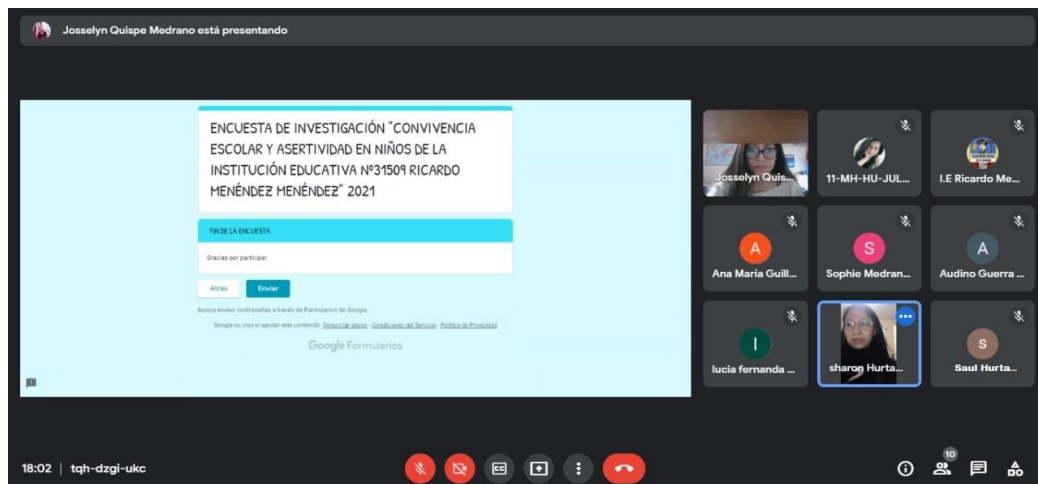 Josselyn Quispe Medrano está presentando
ENCUESTA DE INVESTIGACIÓN "CONVIVENCIA
ESCOLAR Y ASERTIVIDAD EN NIÑOS DE LA
INSTITUCIÓN EDUCATIVA Nº31509 RICARDO
MENÉNDEZ MENÉNDEZ" 2021
FIN DE LA ENCUESTA
Gracias por participar.
Atrás
Enviar
Nunca envíes contraseñas a través de Formularios de Google
Google no creó ni aprobó este contenido. Denunciar abuso - Condiciones del Servicio - Política de Privacidad
Google Formularios
Josselyn Quis...
11-MH-HU-JUL...
I.E Ricardo Me...
A
Ana Maria Guill...
S
Sophie Medran...
A
Audino Guerra ...
l
lucia fernanda ...
sharon Hurta...
S
Saul Hurta...
18:02 | tqh-dzgi-ukc
CC
10